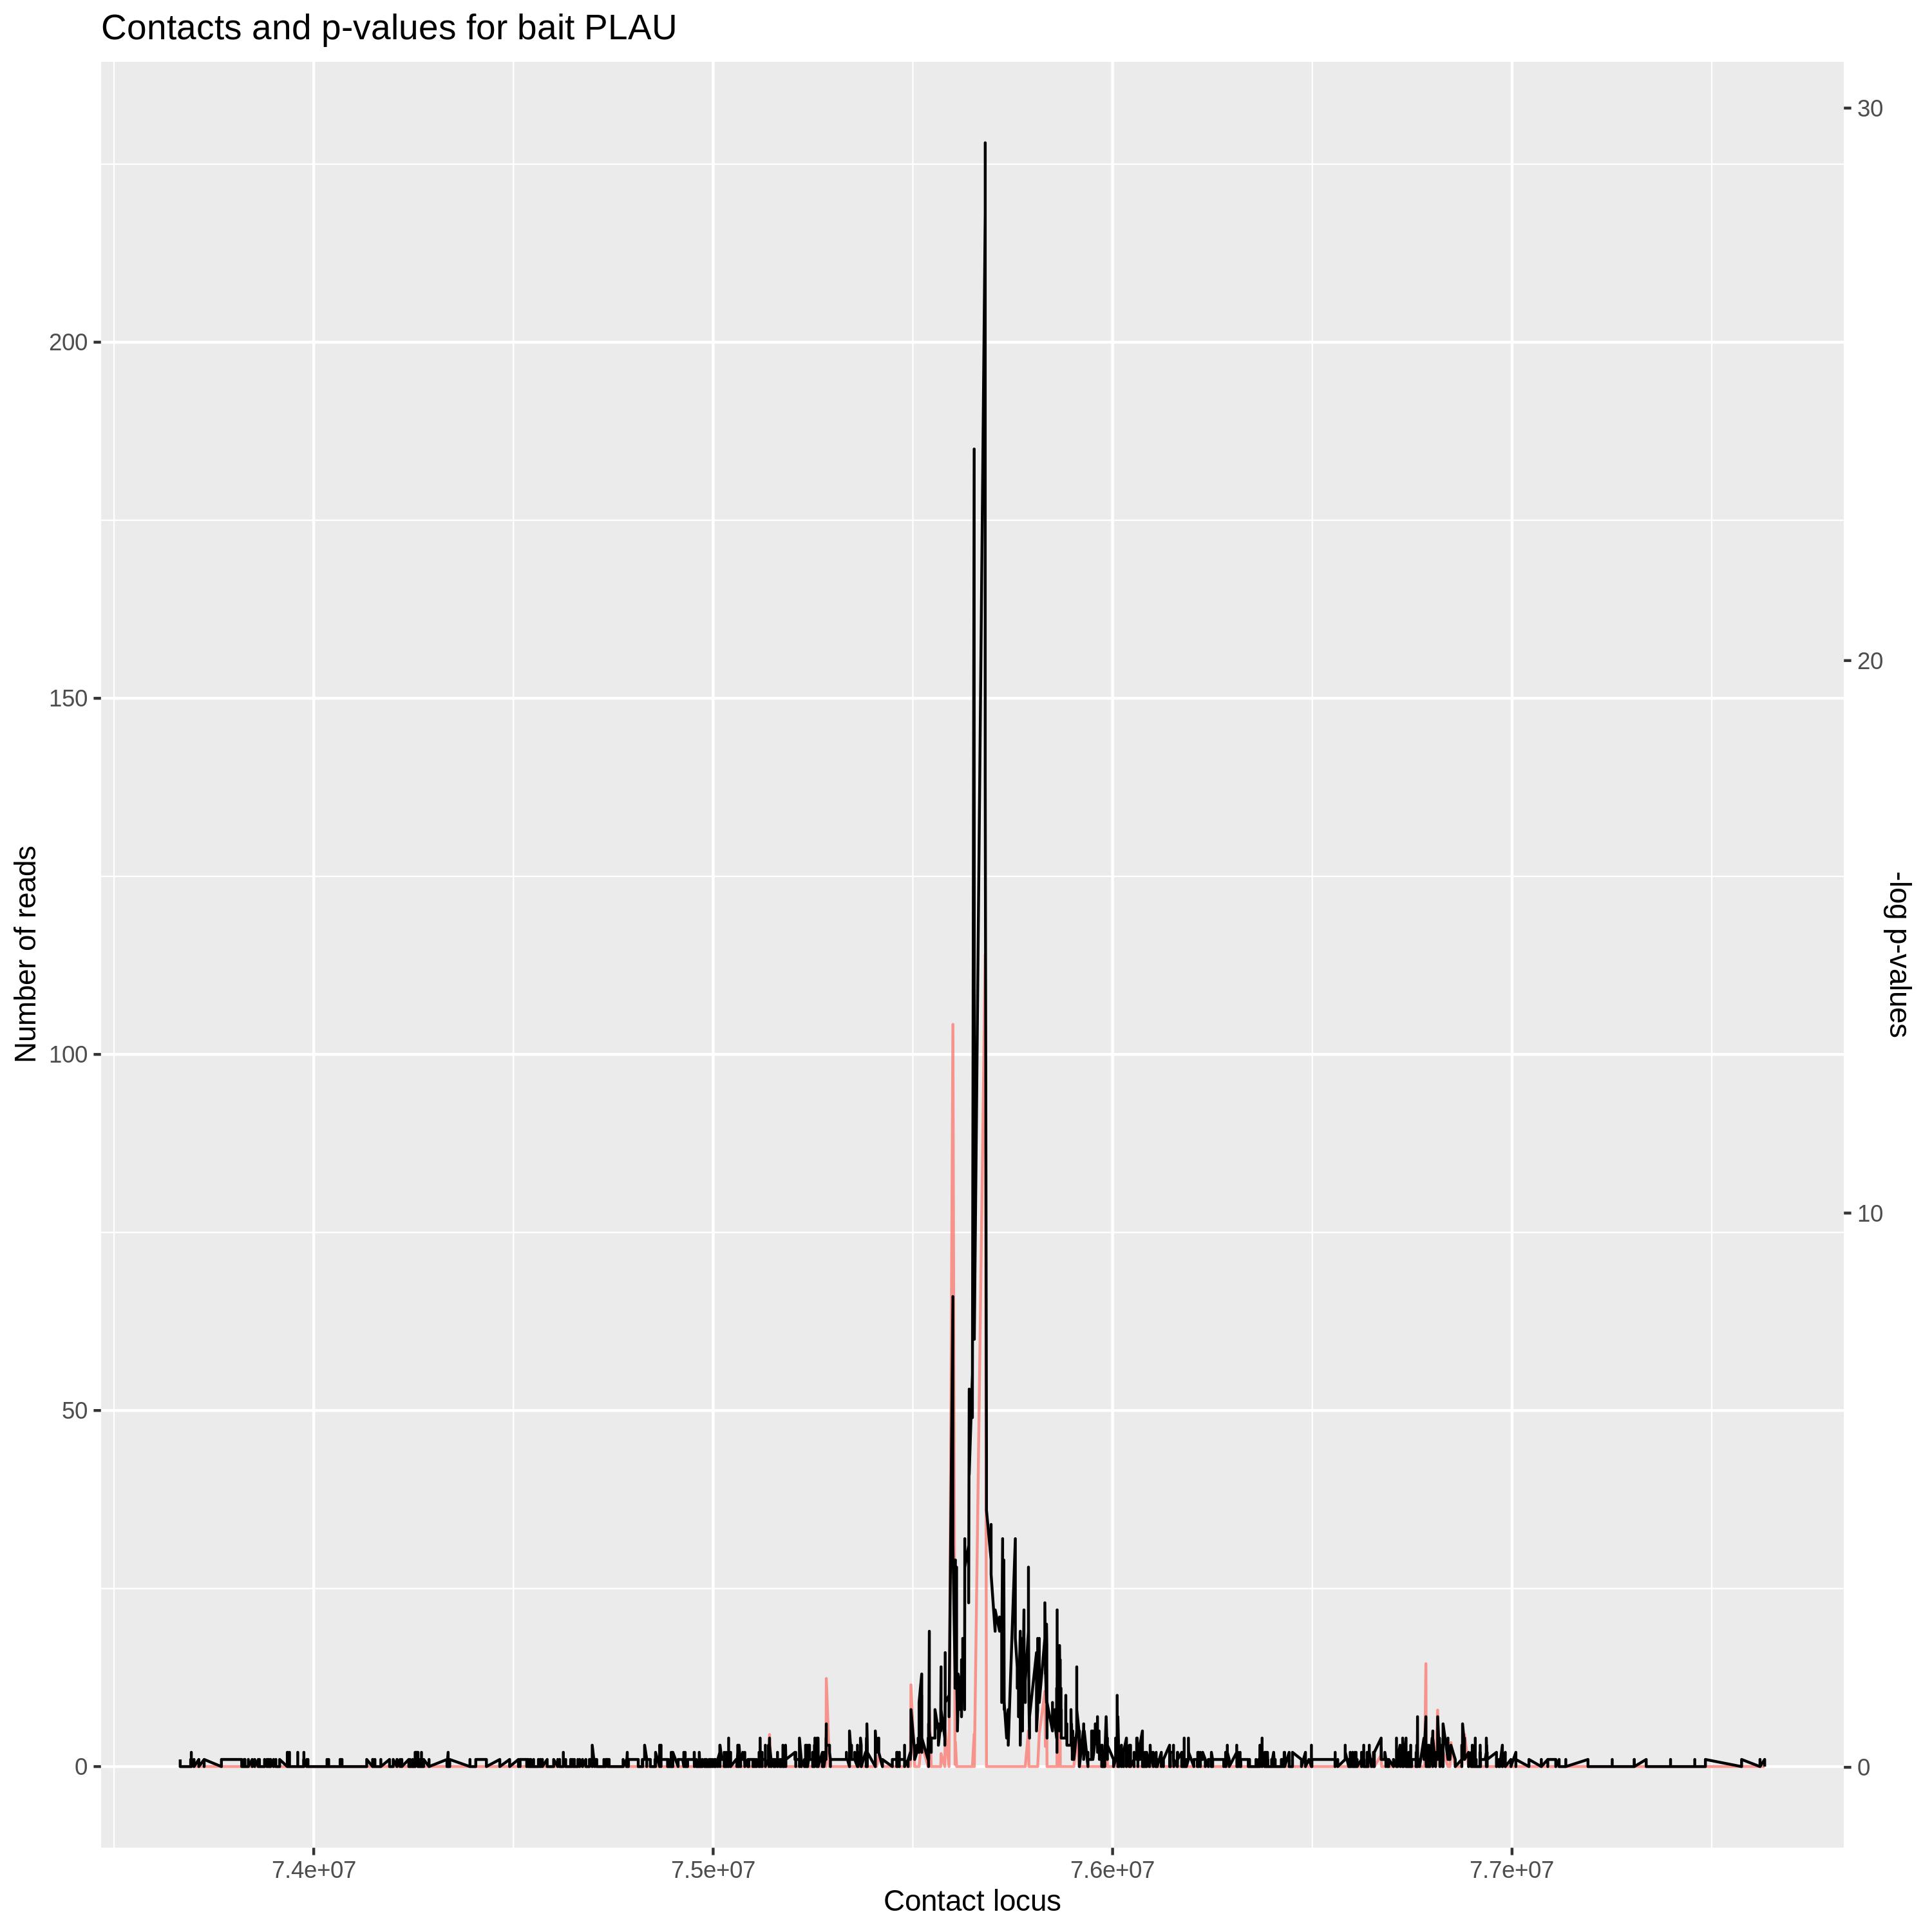 Contacts and p-values for bait PLAU
Number of reads
200
150
100
50
0
30
20
10
0
-log p-values
7.4e+07
7.5e+07
7.6e+07
7.7e+07
Contact locus